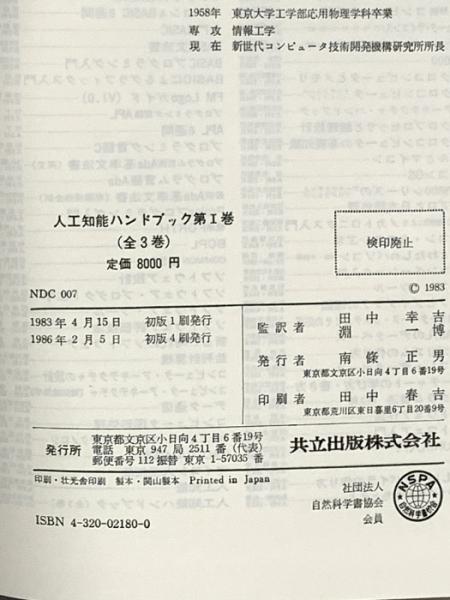 1958年 東京大学工学部応用物理学科卒業
専攻 情報工学
現在 新世代コンピュータ技術開発機構研究所所長
人工知能ハンドブック第Ⅰ巻
(全3巻)
定価 8000 円
検印廃止
NDC 007
© 1983
1983 年 4 月 15 日 初版 1 刷発行
1986 年 2 月 5 日 初版 4 刷発行
監訳者 田中幸吉
淵一博
発行者 南條正男
東京都文京区小日向4丁目6番19号
印刷者 田中春吉
東京都荒川区東日暮里6丁目20番9号
発行所
東京都文京区小日向4丁目6番19号
電話 東京 947 局 2511 番 (代表)
郵便番号 112 振替 東京 1-57035 番
共立出版株式会社
印刷・壮光舎印刷 製本・関山製本 Printed in Japan
ISBN 4-320-02180-0
社団法人
自然科学書協会
会員
NSPA
自然科学書協会